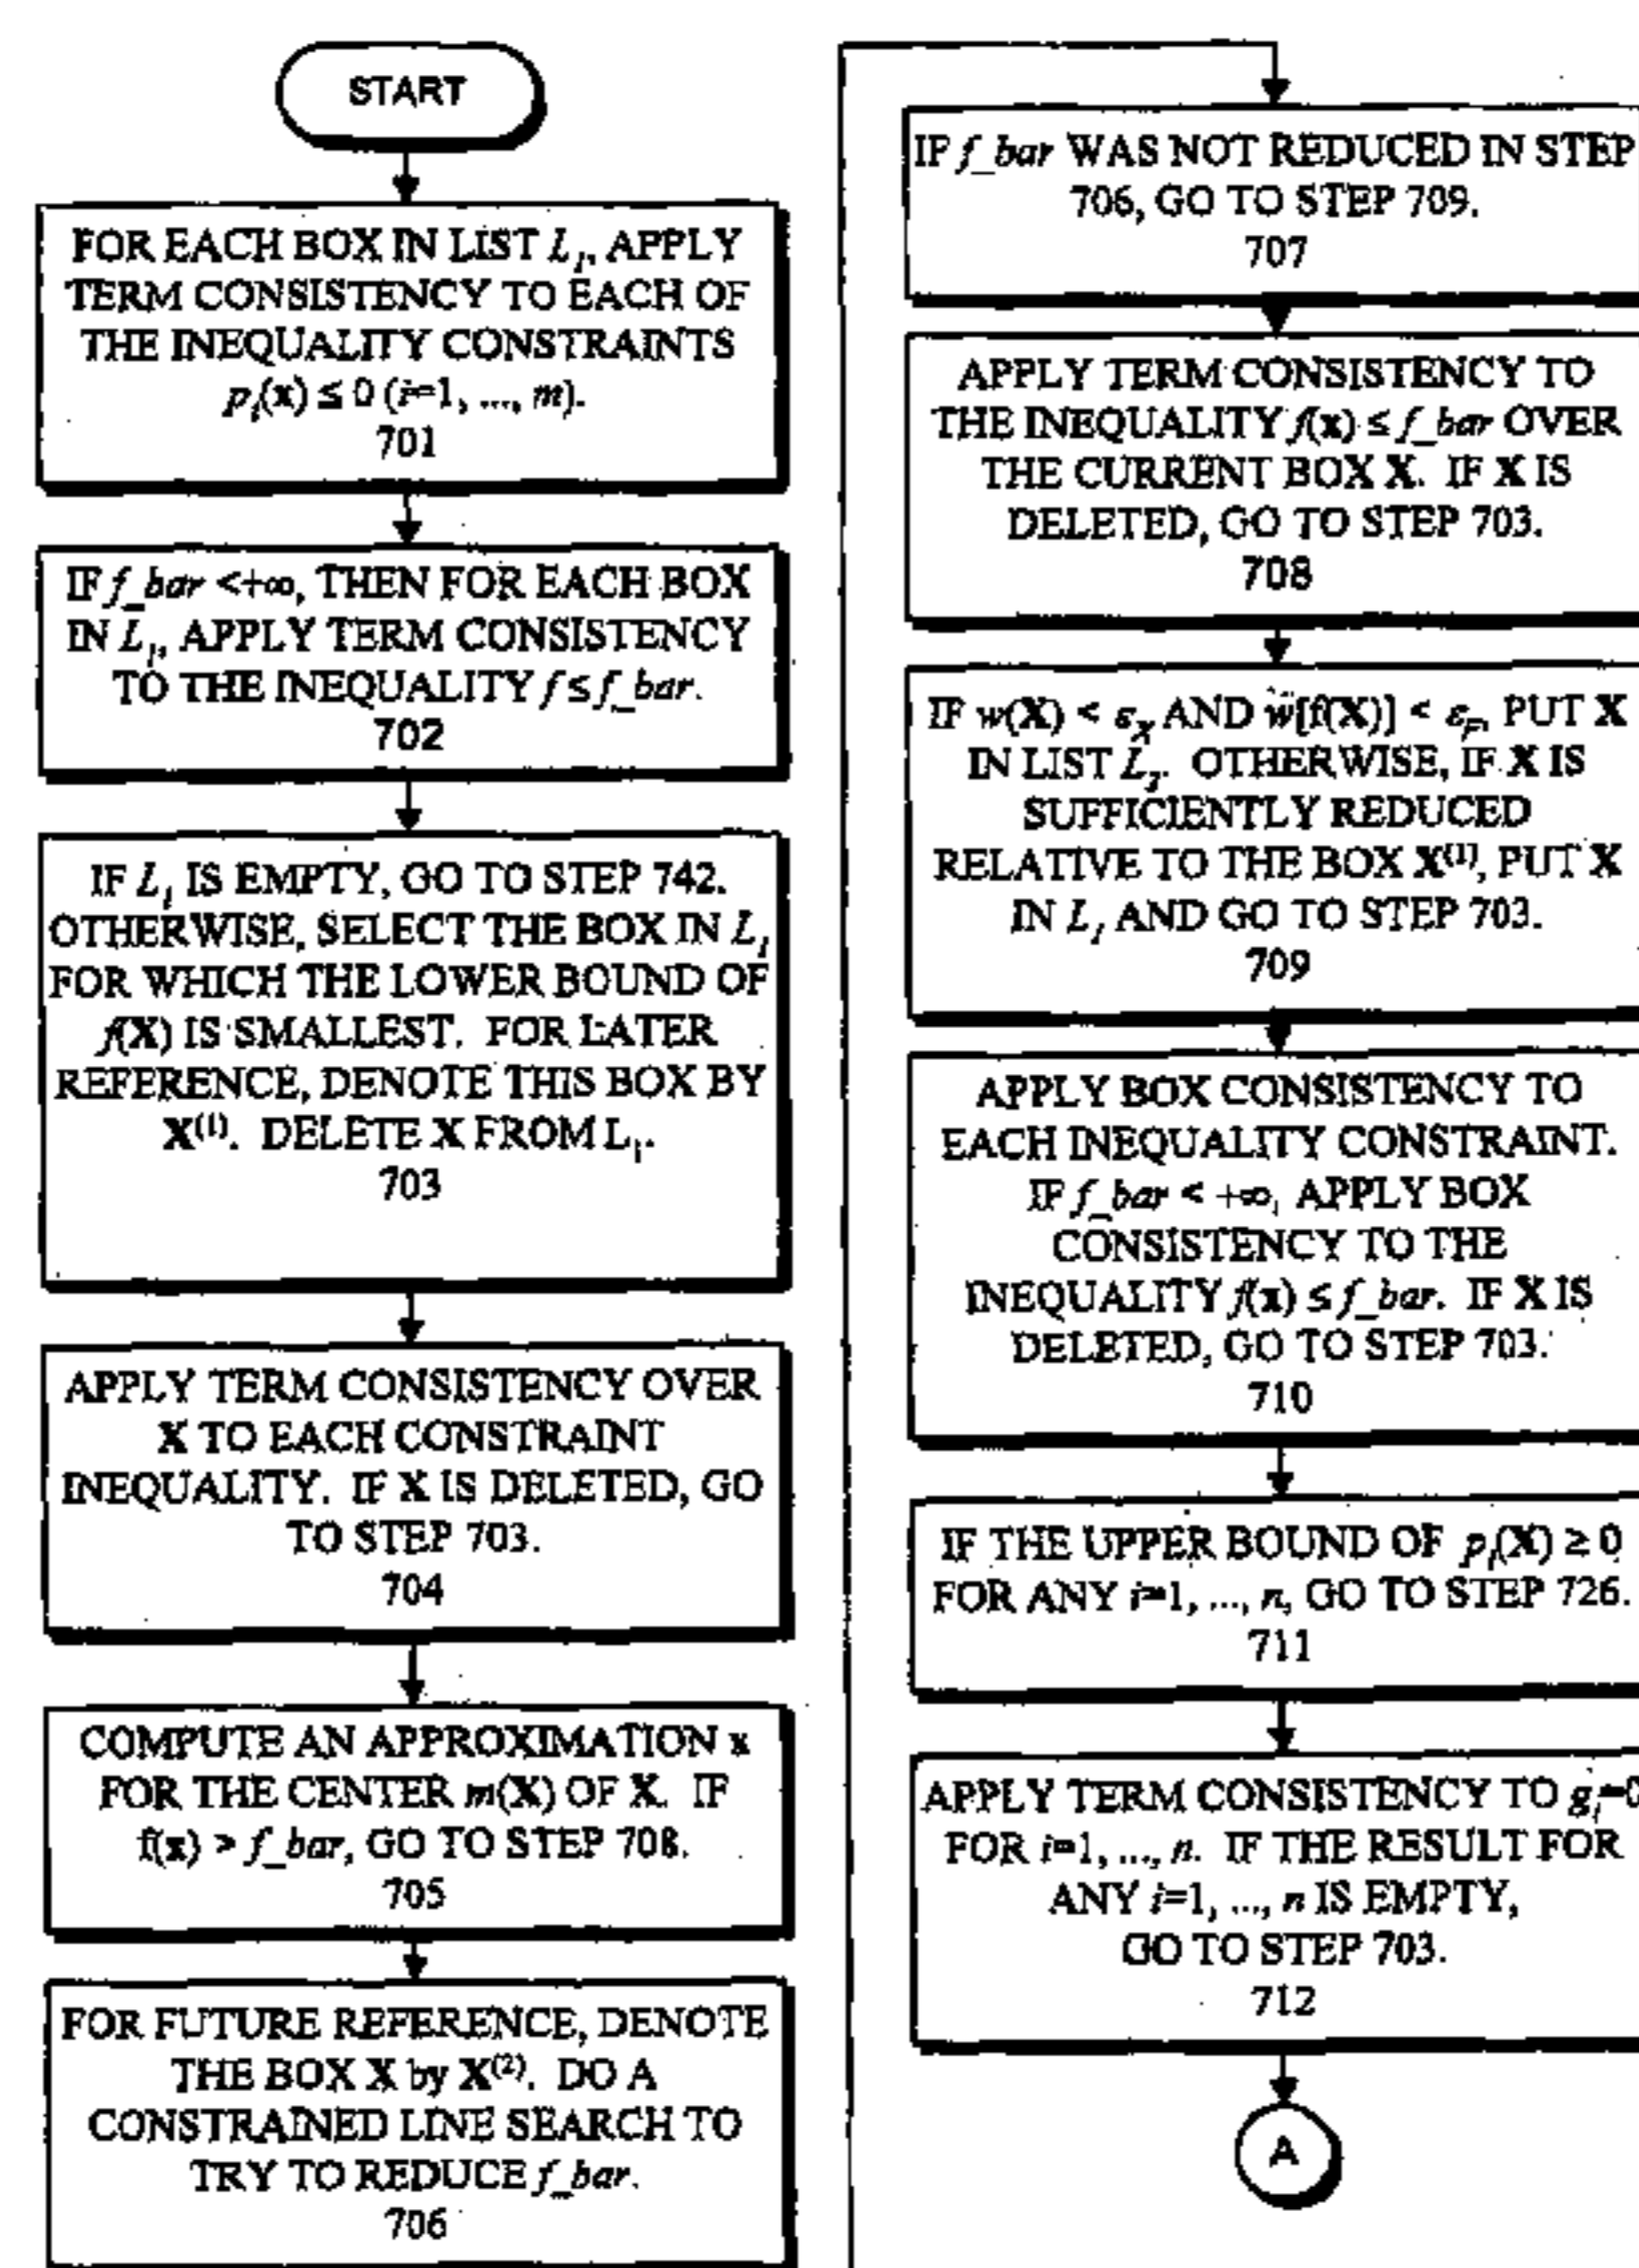 START
FOR EACH BOX IN LIST L₁, APPLY
TERM CONSISTENCY TO EACH OF
THE INEQUALITY CONSTRAINTS
pᵢ(x) ≤ 0 (i=1, ..., m).
701
IF f_bar <+∞, THEN FOR EACH BOX
IN L₁, APPLY TERM CONSISTENCY
TO THE INEQUALITY f ≤ f_bar.
702
IF L₁ IS EMPTY, GO TO STEP 742.
OTHERWISE, SELECT THE BOX IN L₁
FOR WHICH THE LOWER BOUND OF
f(X) IS SMALLEST. FOR LATER
REFERENCE, DENOTE THIS BOX BY
X⁽¹⁾. DELETE X FROM L₁.
703
APPLY TERM CONSISTENCY OVER
X TO EACH CONSTRAINT
INEQUALITY. IF X IS DELETED, GO
TO STEP 703.
704
COMPUTE AN APPROXIMATION x
FOR THE CENTER m(X) OF X. IF
f(x) > f_bar, GO TO STEP 708.
705
FOR FUTURE REFERENCE, DENOTE
THE BOX X by X⁽²⁾. DO A
CONSTRAINED LINE SEARCH TO
TRY TO REDUCE f_bar.
706
IF f_bar WAS NOT REDUCED IN STEP
706, GO TO STEP 709.
707
APPLY TERM CONSISTENCY TO
THE INEQUALITY f(x) ≤ f_bar OVER
THE CURRENT BOX X. IF X IS
DELETED, GO TO STEP 703.
708
IF w(X) < ε_X AND w[f(X)] < ε_F, PUT X
IN LIST L₂. OTHERWISE, IF X IS
SUFFICIENTLY REDUCED
RELATIVE TO THE BOX X⁽¹⁾, PUT X
IN L₁ AND GO TO STEP 703.
709
APPLY BOX CONSISTENCY TO
EACH INEQUALITY CONSTRAINT.
IF f_bar < +∞, APPLY BOX
CONSISTENCY TO THE
INEQUALITY f(x) ≤ f_bar. IF X IS
DELETED, GO TO STEP 703.
710
IF THE UPPER BOUND OF pᵢ(X) ≥ 0
FOR ANY i=1, ..., n, GO TO STEP 726.
711
APPLY TERM CONSISTENCY TO gᵢ=0
FOR i=1, ..., n. IF THE RESULT FOR
ANY i=1, ..., n IS EMPTY,
GO TO STEP 703.
712
A